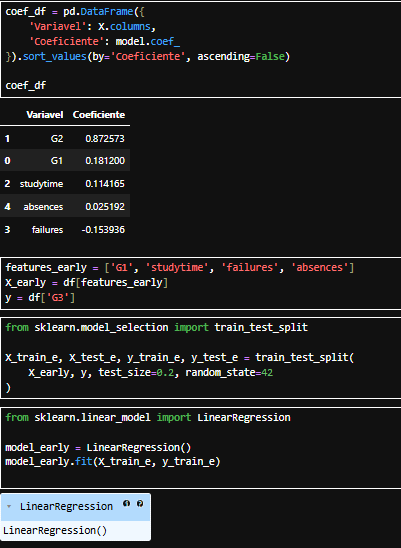 coef_df = pd.DataFrame({
    'Variavel': X.columns,
    'Coeficiente': model.coef_
}).sort_values(by='Coeficiente', ascending=False)
coef_df
Variavel Coeficiente
1 G2 0.872573
0 G1 0.181200
2 studytime 0.114165
4 absences 0.025192
3 failures -0.153936
features_early = ['G1', 'studytime', 'failures', 'absences']
X_early = df[features_early]
y = df['G3']
from sklearn.model_selection import train_test_split
X_train_e, X_test_e, y_train_e, y_test_e = train_test_split(
    X_early, y, test_size=0.2, random_state=42
)
from sklearn.linear_model import LinearRegression
model_early = LinearRegression()
model_early.fit(X_train_e, y_train_e)
LinearRegression i ?
LinearRegression()